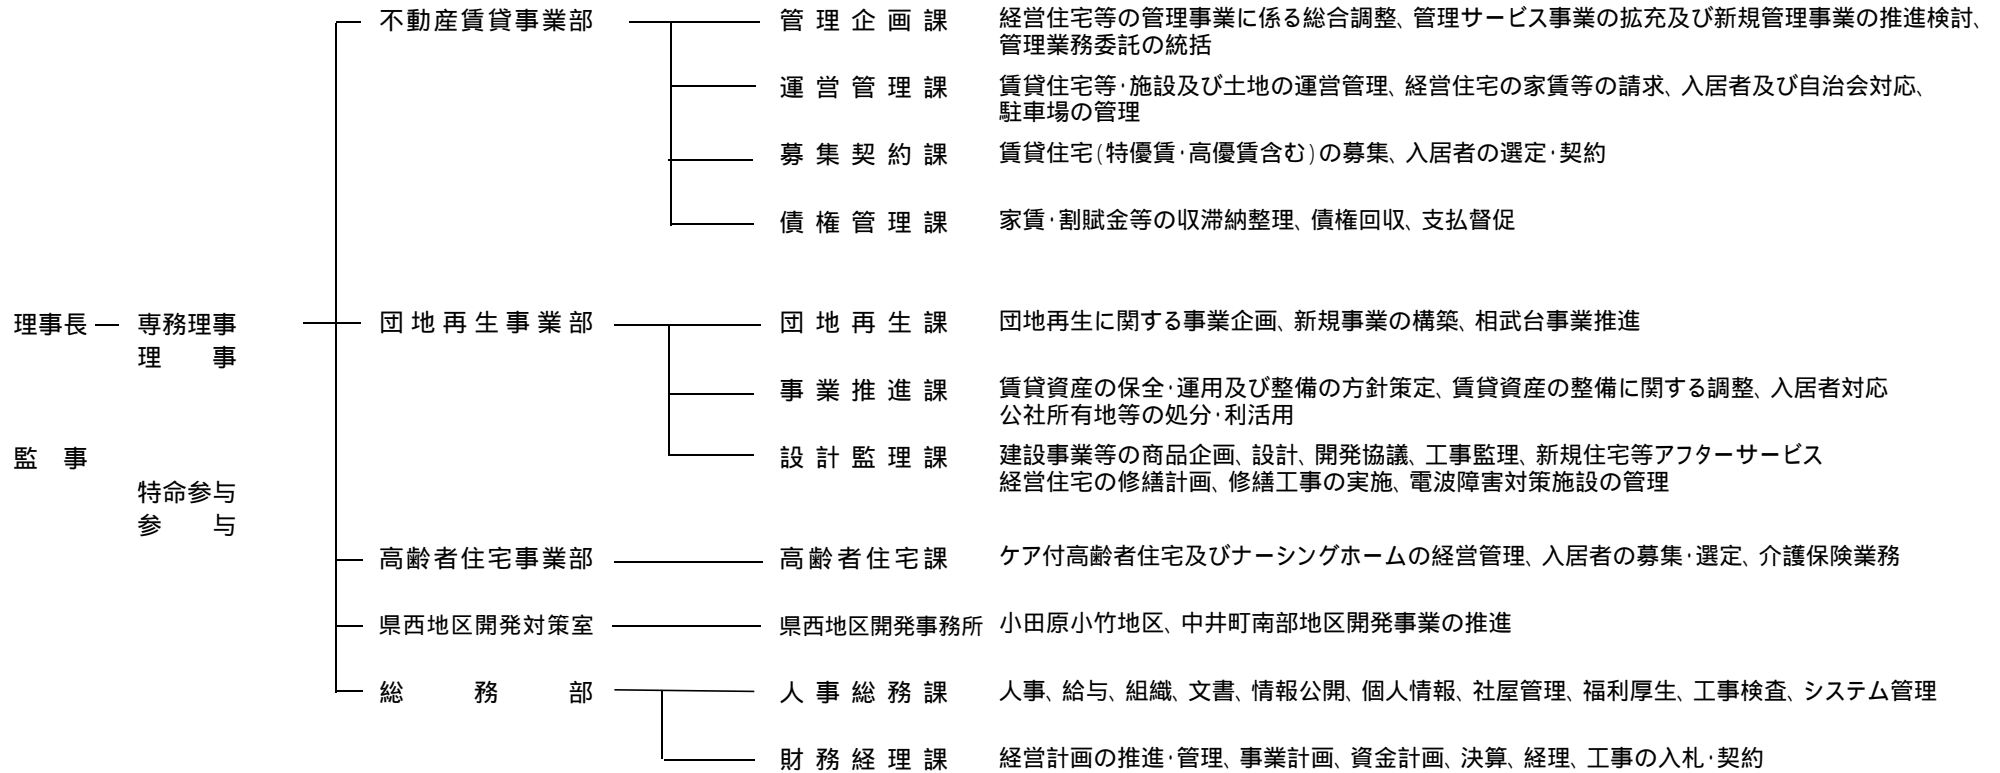 不動産賃貸事業部 管理企画課 経営住宅等の管理事業に係る総合調整、管理サービス事業の拡充及び新規管理事業の推進検討、
管理業務委託の統括
運営管理課 賃貸住宅等・施設及び土地の運営管理、経営住宅の家賃等の請求、入居者及び自治会対応、
駐車場の管理
募集契約課 賃貸住宅(特優賃・高優賃含む)の募集、入居者の選定・契約
債権管理課 家賃・割賦金等の収滞納整理、債権回収、支払督促
理事長 専務理事 団地再生事業部 団地再生課 団地再生に関する事業企画、新規事業の構築、相武台事業推進
理事
事業推進課 賃貸資産の保全・運用及び整備の方針策定、賃貸資産の整備に関する調整、入居者対応
公社所有地等の処分・利活用
監事 設計監理課 建設事業等の商品企画、設計、開発協議、工事監理、新規住宅等アフターサービス
特命参与 経営住宅の修繕計画、修繕工事の実施、電波障害対策施設の管理
参与
高齢者住宅事業部 高齢者住宅課 ケア付高齢者住宅及びナーシングホームの経営管理、入居者の募集・選定、介護保険業務
県西地区開発対策室 県西地区開発事務所 小田原小竹地区、中井町南部地区開発事業の推進
総務部 人事総務課 人事、給与、組織、文書、情報公開、個人情報、社屋管理、福利厚生、工事検査、システム管理
財務経理課 経営計画の推進・管理、事業計画、資金計画、決算、経理、工事の入札・契約